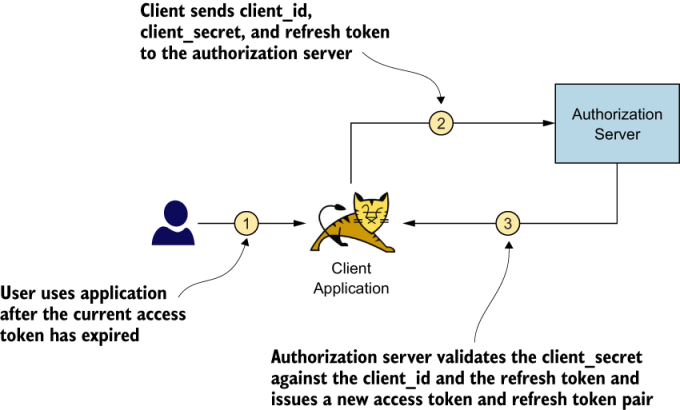 Client sends client_id,
client_secret, and refresh token
to the authorization server
2
Authorization
Server
1
3
Client
Application
User uses application
after the current access
token has expired
Authorization server validates the client_secret
against the client_id and the refresh token and
issues a new access token and refresh token pair